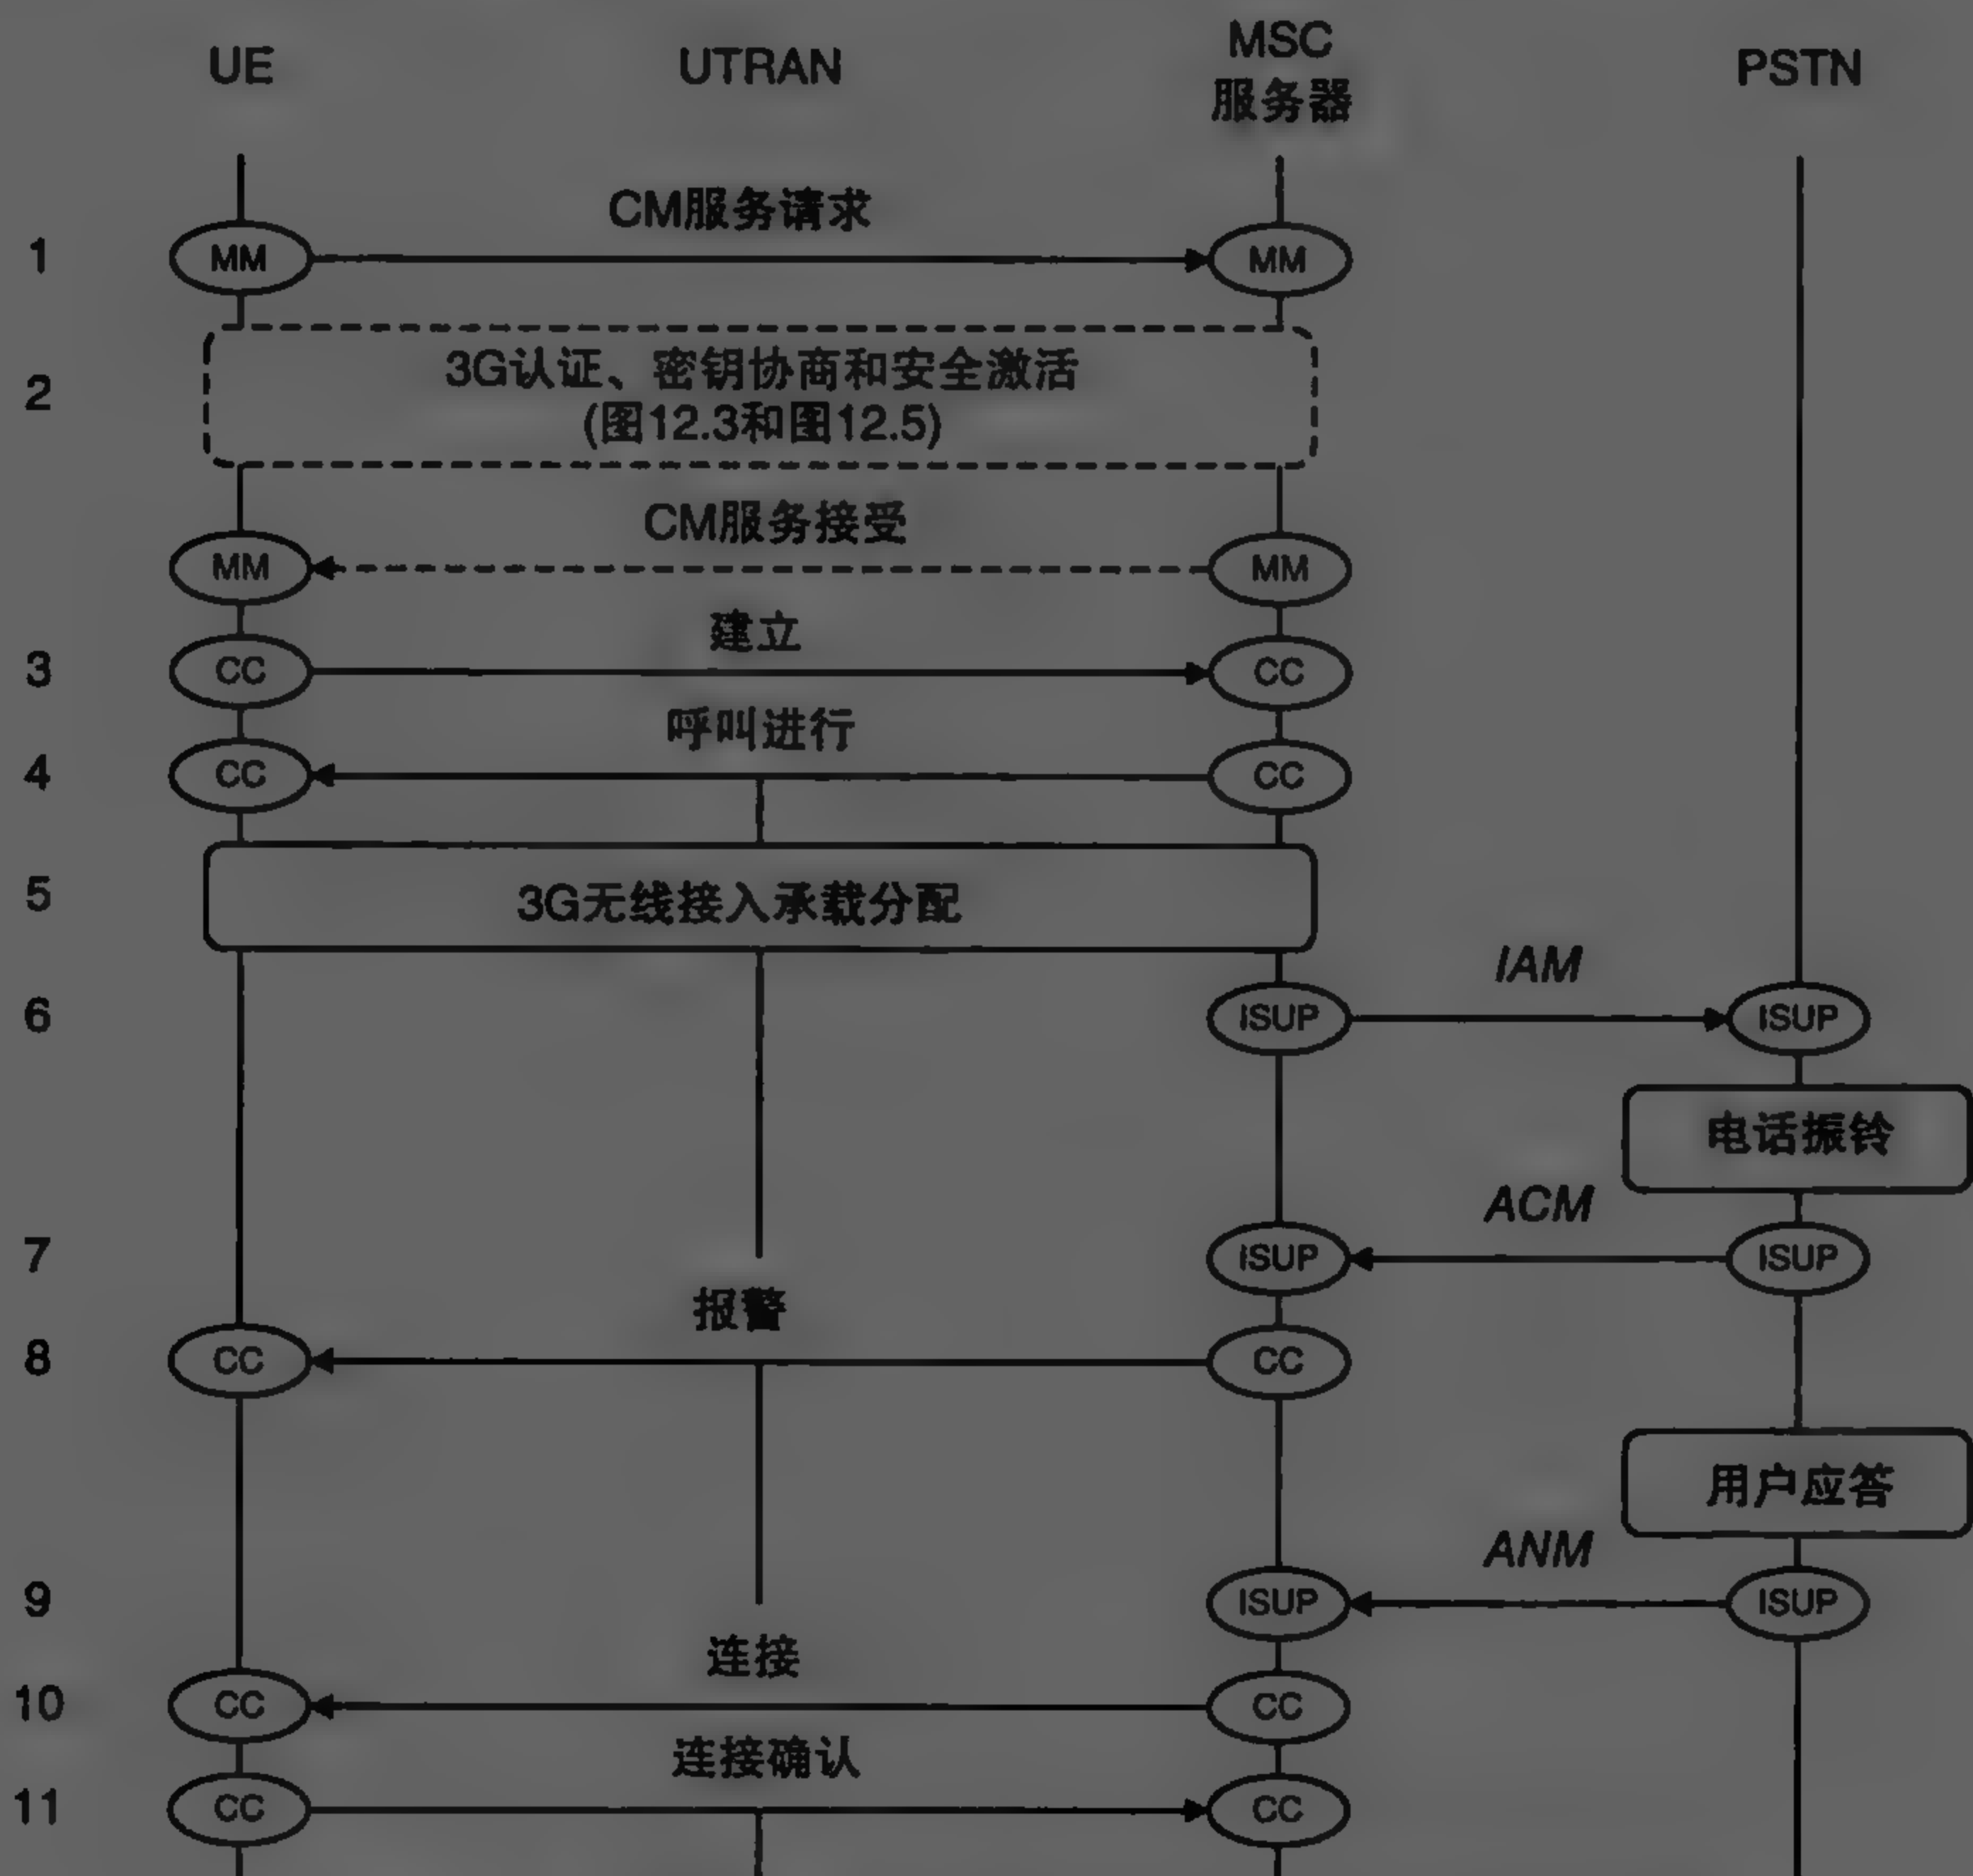 UE
UTRAN
MSC
服务器
PSTN
CM服务请求
1
MM
MM
3G认证、密钥协商和安全激活
2
(图12.3和图12.5)
CM服务接受
MM
MM
建立
3
CC
CC
呼叫进行
4
CC
CC
5
3G无线接入承载分配
IAM
6
ISUP
ISUP
电话振铃
ACM
7
ISUP
ISUP
报警
8
CC
CC
用户应答
ANM
9
ISUP
ISUP
连接
10
CC
CC
连接确认
11
CC
CC